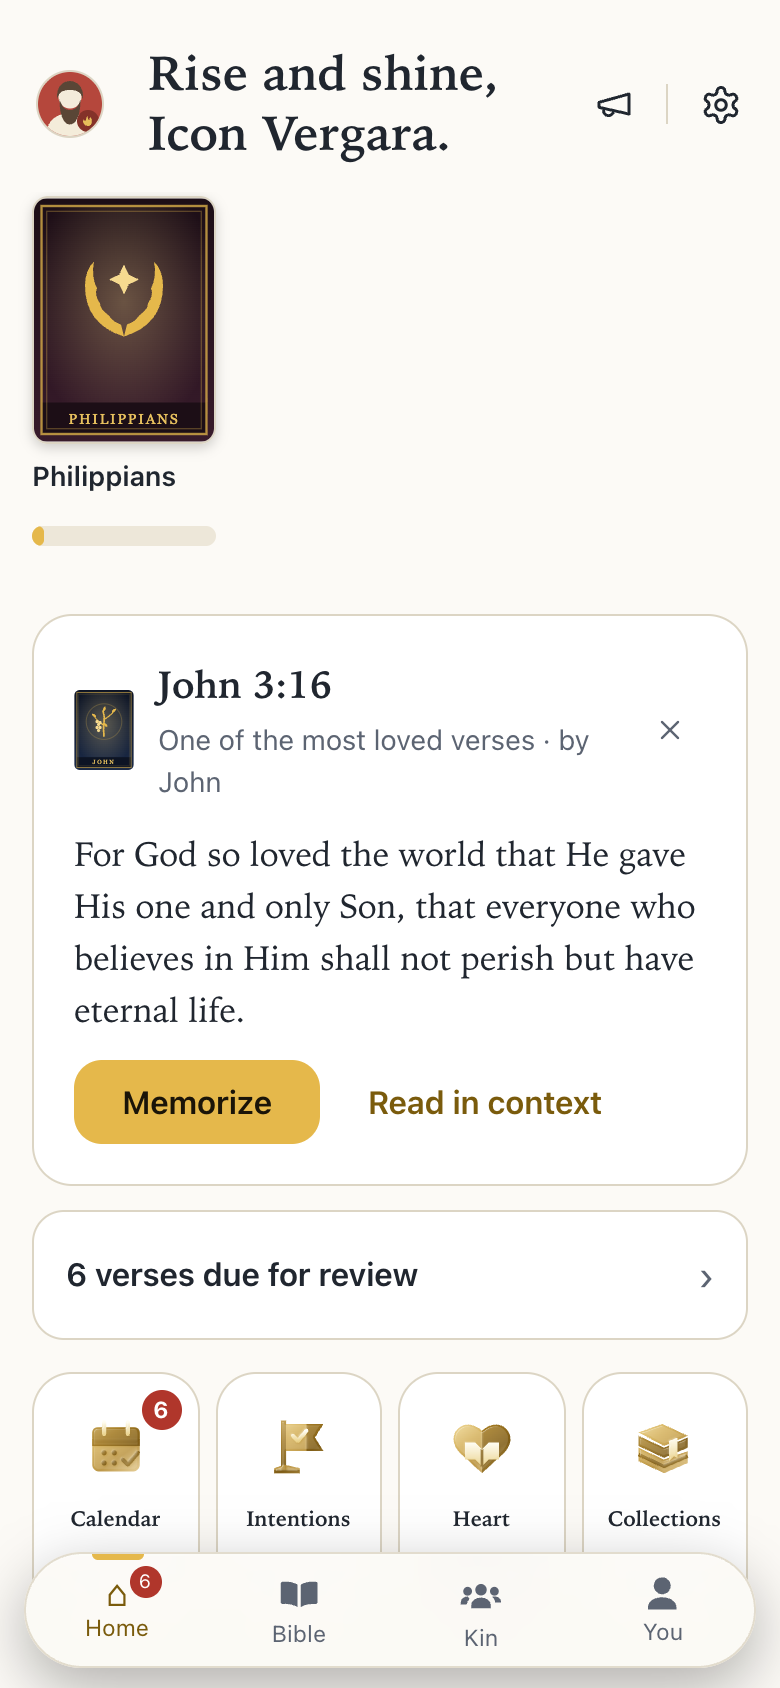 Rise and shine,
Icon Vergara.
PHILIPPIANS
Philippians
John 3:16
One of the most loved verses · by
John
JOHN
For God so loved the world that He gave
His one and only Son, that everyone who
believes in Him shall not perish but have
eternal life.
Memorize
Read in context
6 verses due for review
6
Calendar
Intentions
Heart
Collections
6
Home
Bible
Kin
You